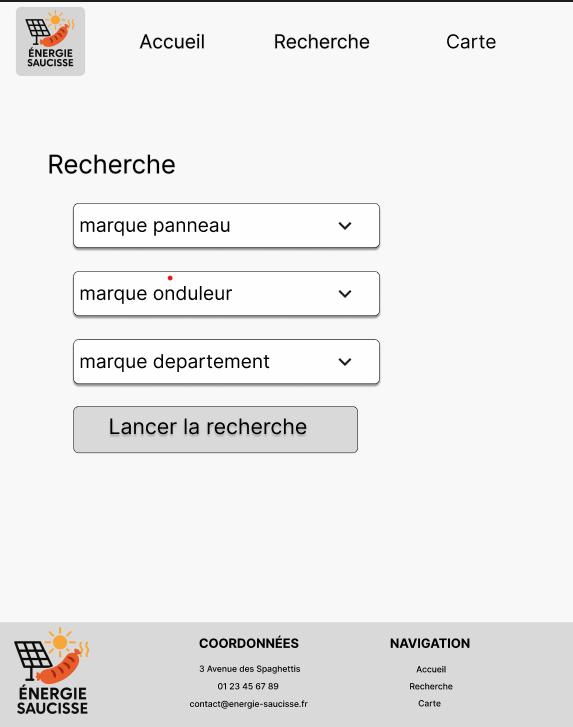 ÉNERGIE
SAUCISSE
Accueil
Recherche
Carte
Recherche
marque panneau
marque onduleur
marque departement
Lancer la recherche
ÉNERGIE
SAUCISSE
COORDONNÉES
3 Avenue des Spaghettis
01 23 45 67 89
contact@energie-saucisse.fr
NAVIGATION
Accueil
Recherche
Carte